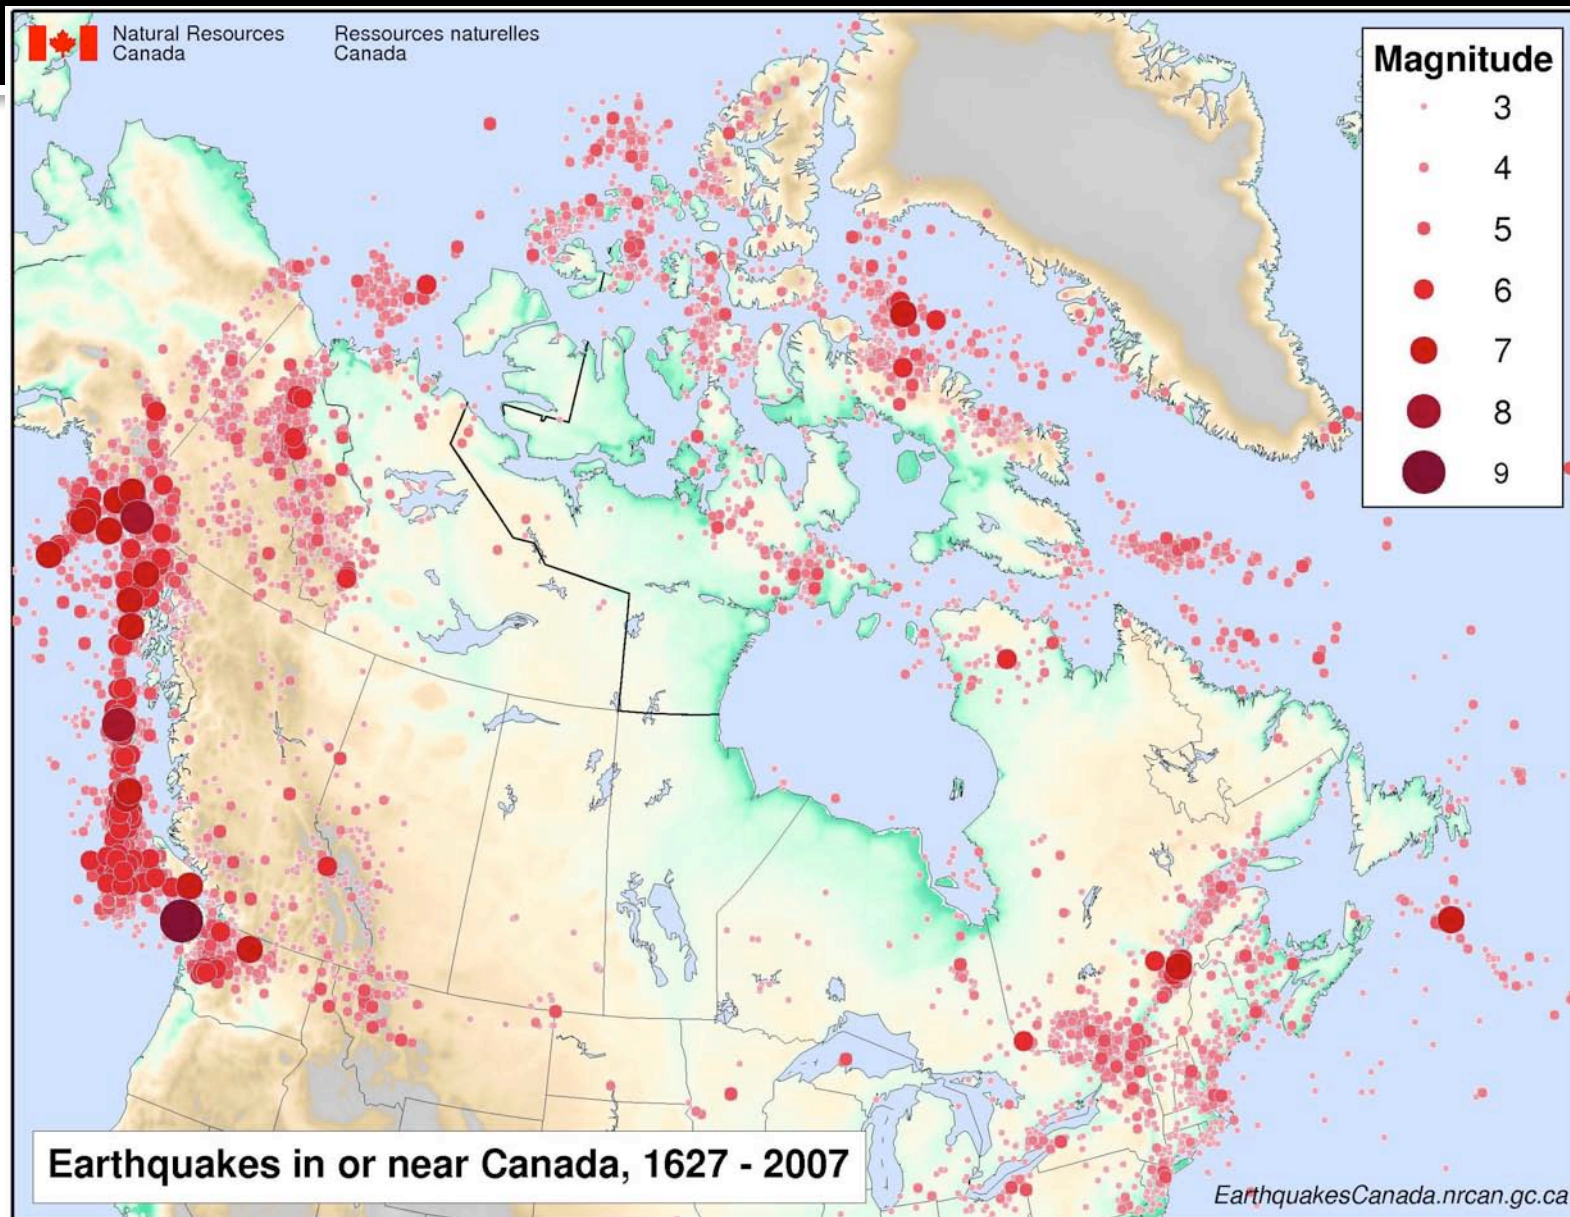 Natural Resources
Canada
Ressources naturelles
Canada
Magnitude
3
4
5
6
7
8
9
Earthquakes in or near Canada, 1627 - 2007
EarthquakesCanada.nrcan.gc.ca